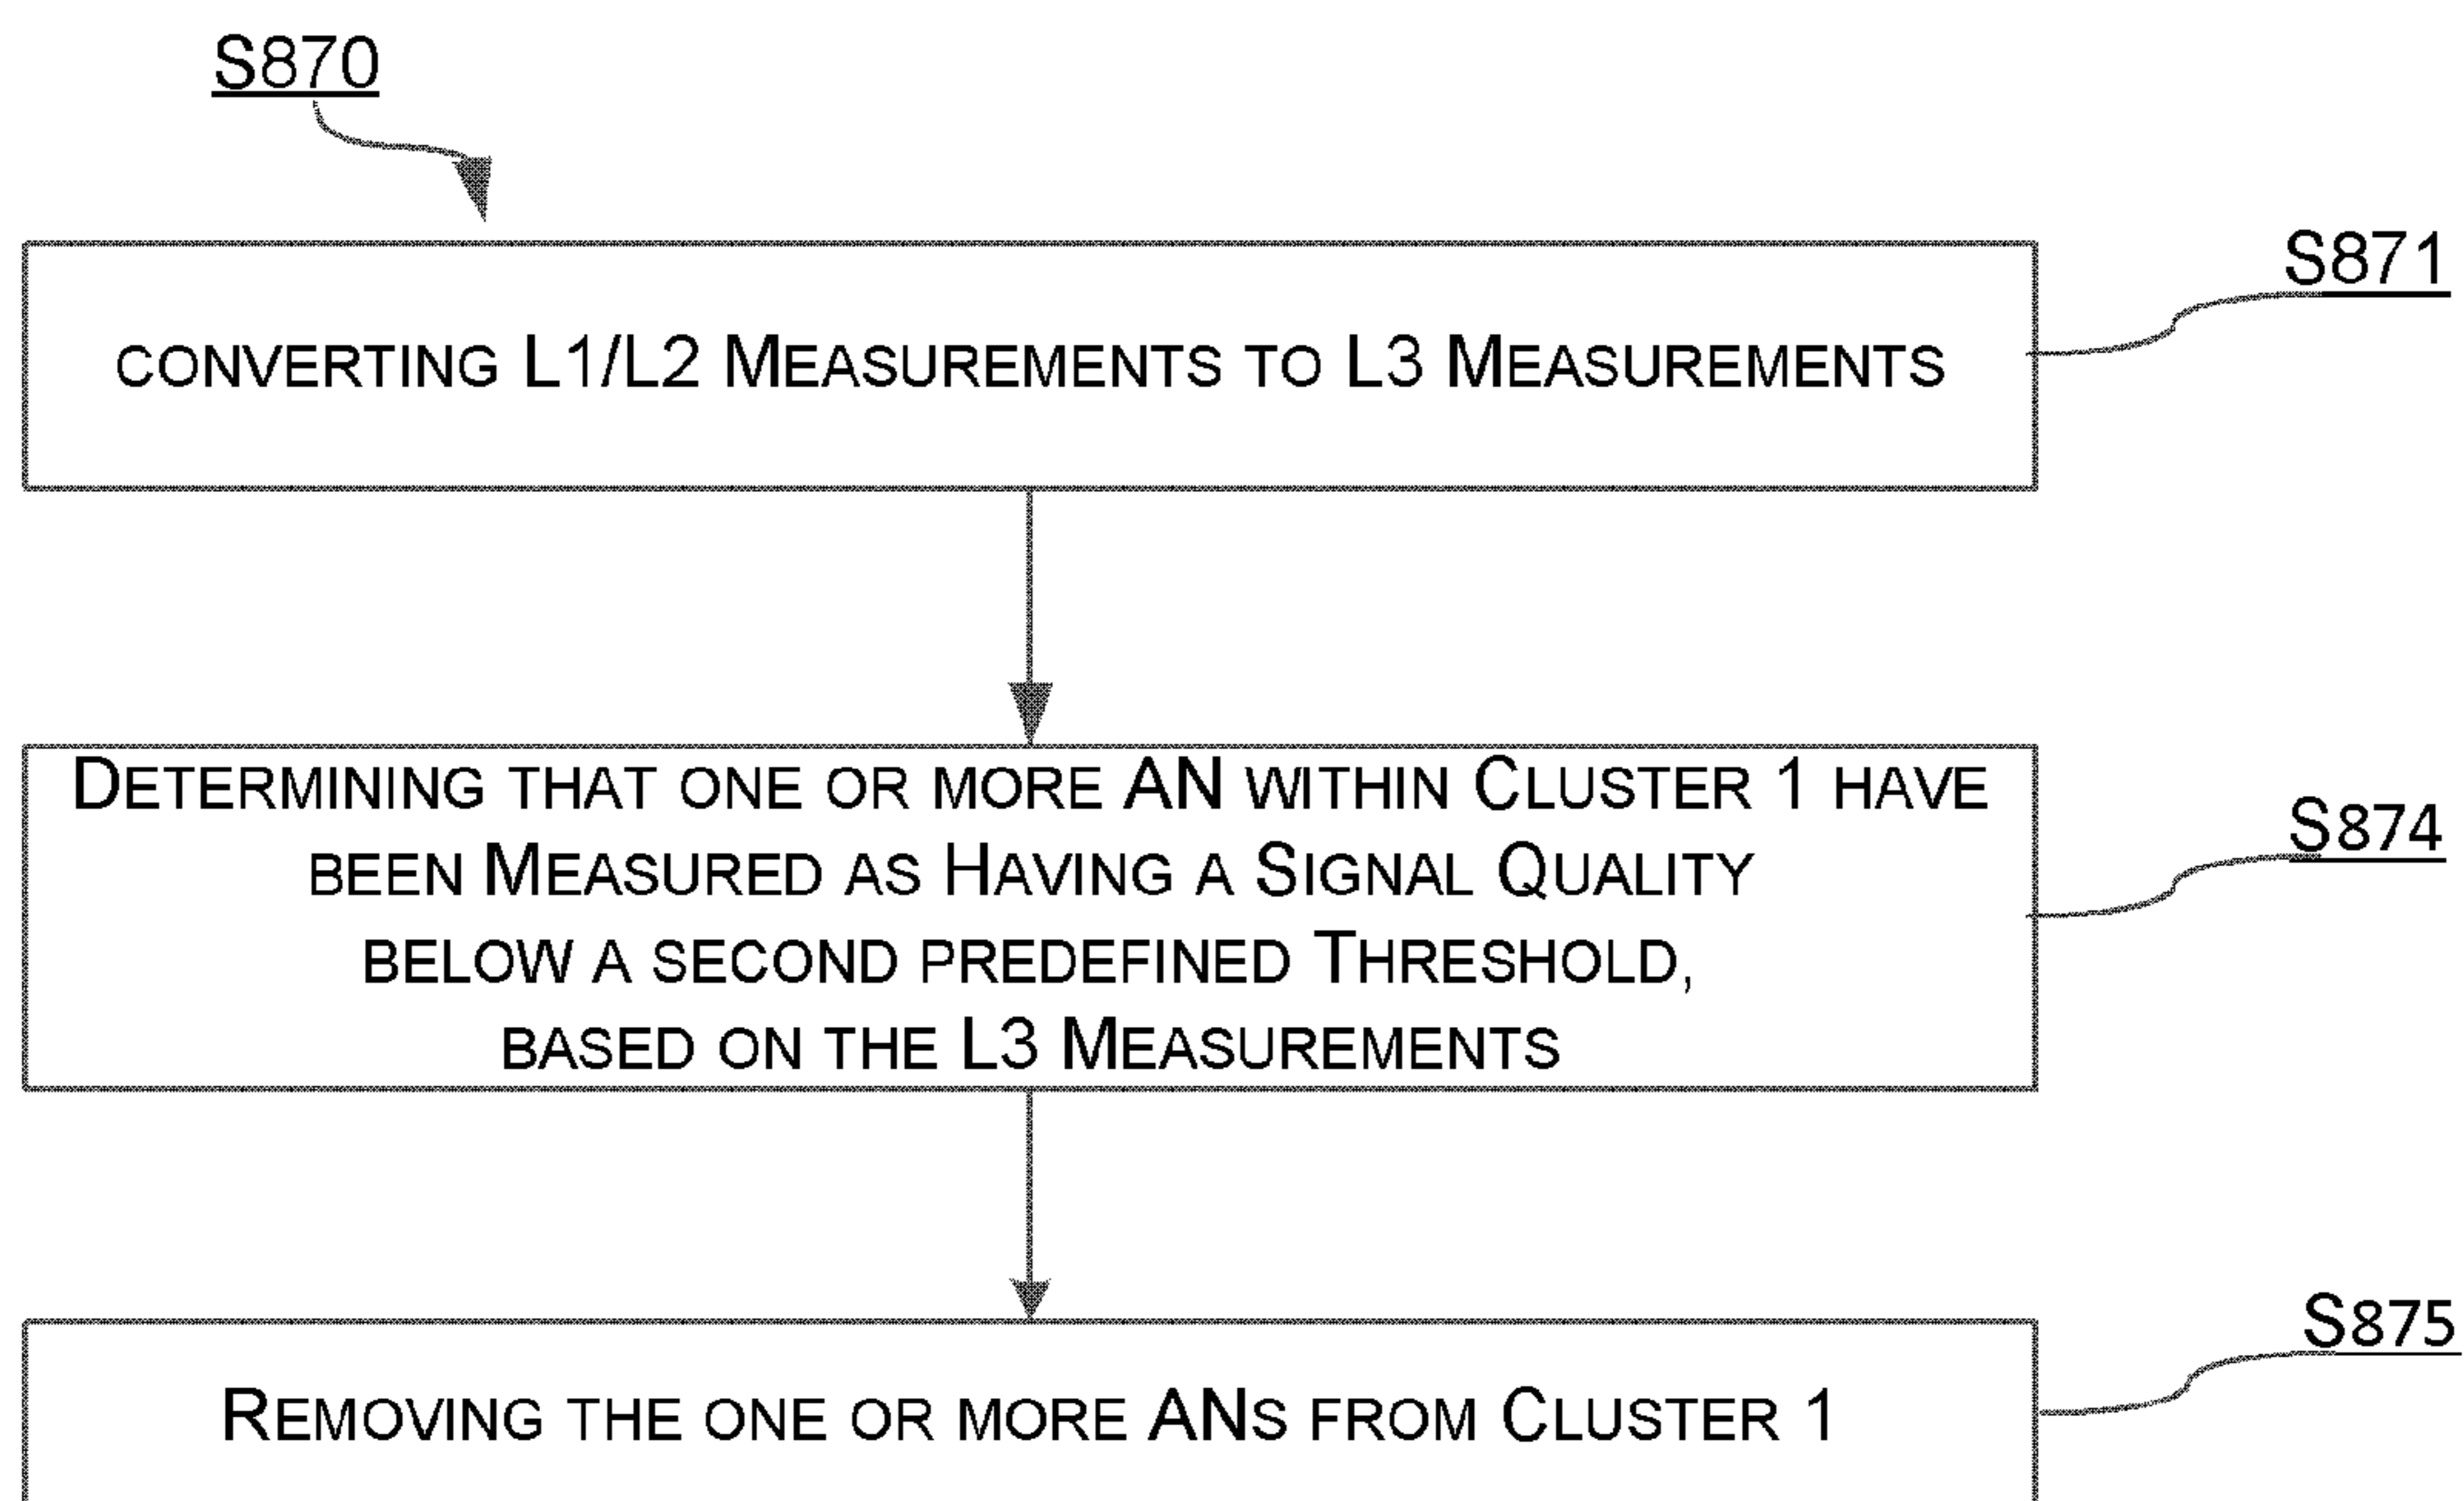 S870
S871
CONVERTING L1/L2 MEASUREMENTS TO L3 MEASUREMENTS
DETERMINING THAT ONE OR MORE AN WITHIN CLUSTER 1 HAVE
BEEN MEASURED AS HAVING A SIGNAL QUALITY
BELOW A SECOND PREDEFINED THRESHOLD,
BASED ON THE L3 MEASUREMENTS
S874
S875
REMOVING THE ONE OR MORE ANS FROM CLUSTER 1